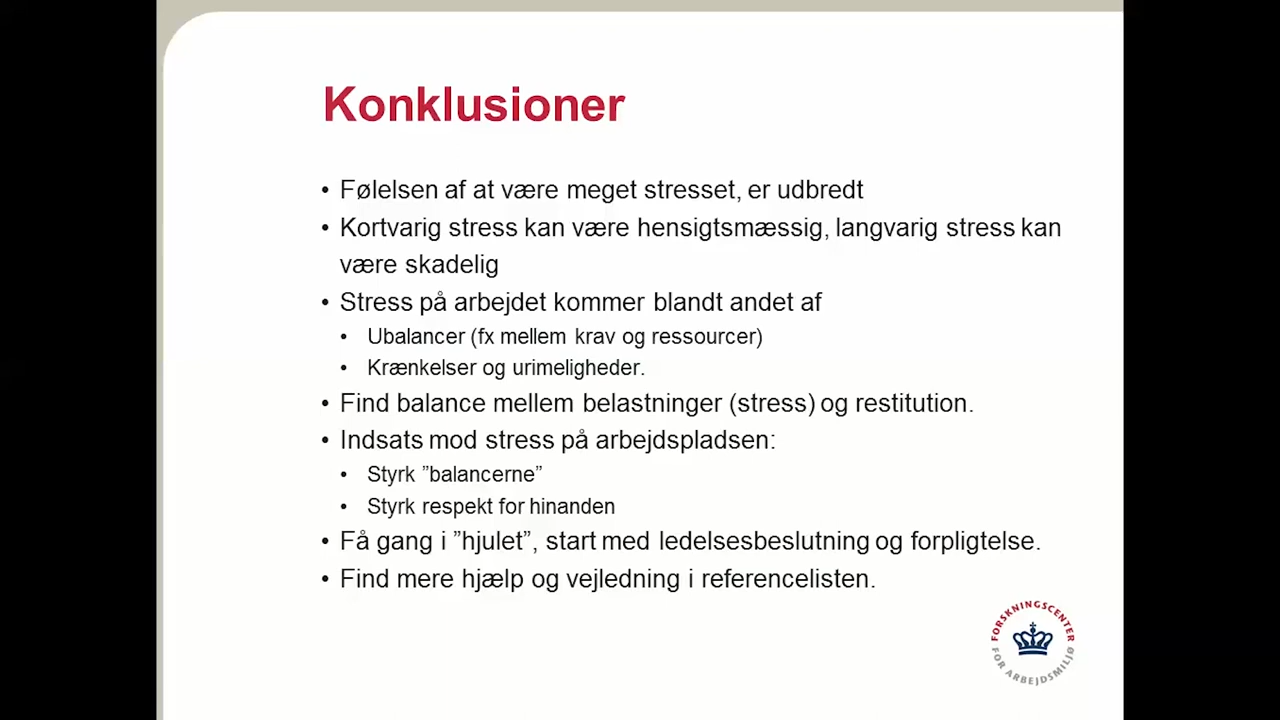 Konklusioner
• Følelsen af at være meget stresset, er udbredt
• Kortvarig stress kan være hensigtsmæssig, langvarig stress kan
være skadelig
• Stress på arbejdet kommer blandt andet af
• Ubalancer (fx mellem krav og ressourcer)
• Krænkelser og urimeligheder.
• Find balance mellem belastninger (stress) og restitution.
• Indsats mod stress på arbejdspladsen:
• Styrk ”balancerne”
• Styrk respekt for hinanden
• Få gang i ”hjulet”, start med ledelsesbeslutning og forpligtelse.
• Find mere hjælp og vejledning i referencelisten.
FORSKNINGSCENTER
FOR ARBEJDSMILJØ